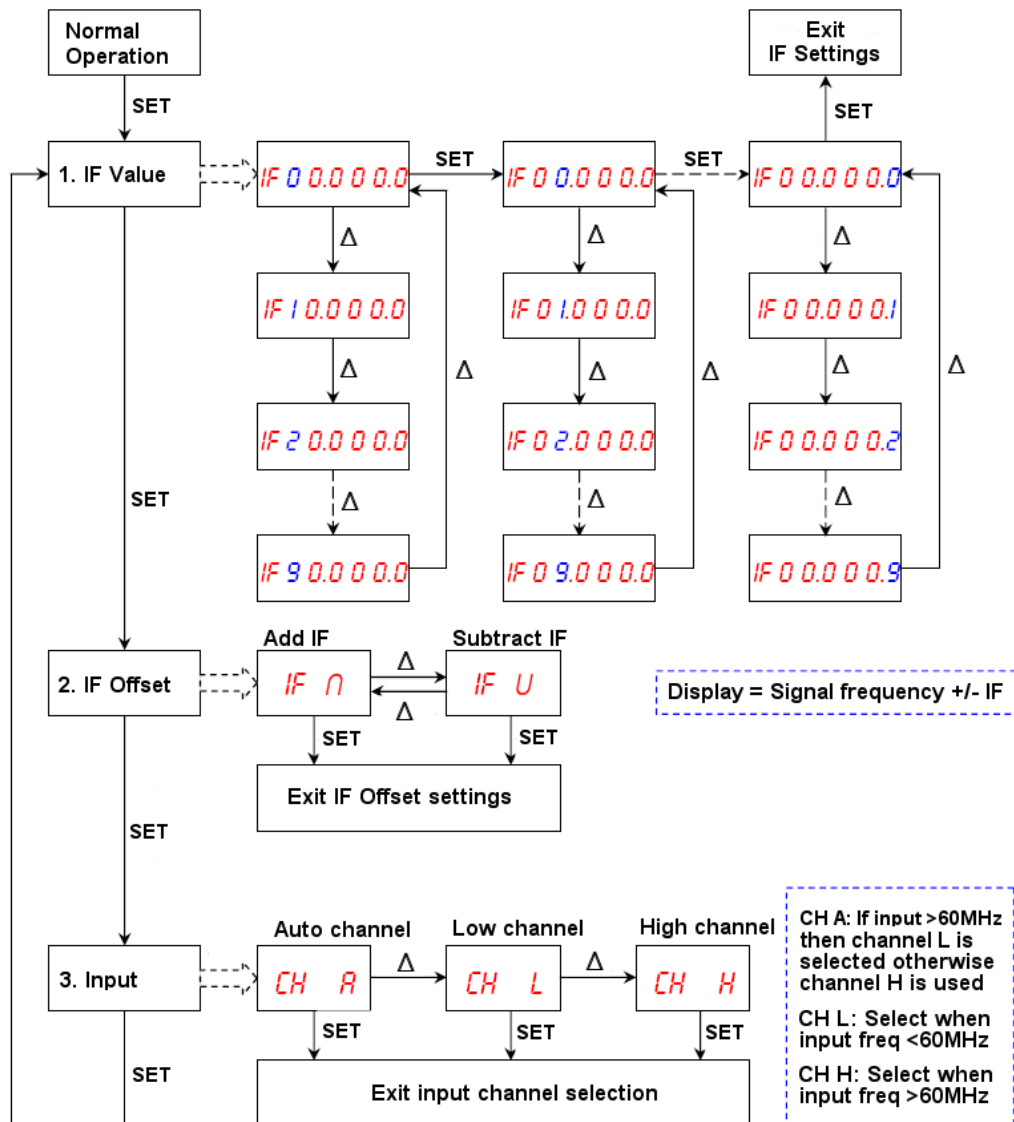 Normal
Operation
Exit
IF Settings
SET
SET
1. IF Value
IF 0 0.0 0 0.0
SET
IF 0 0.0 0 0.0
SET
IF 0 0.0 0 0.0
Δ
Δ
Δ
IF 1 0.0 0 0.0
IF 0 1.0 0 0.0
IF 0 0.0 0 0.1
Δ
Δ
Δ
Δ
Δ
Δ
IF 2 0.0 0 0.0
IF 0 2.0 0 0.0
IF 0 0.0 0 0.2
SET
Δ
Δ
Δ
IF 9 0.0 0 0.0
IF 0 9.0 0 0.0
IF 0 0.0 0 0.9
Add IF
Subtract IF
2. IF Offset
IF ∩
Δ
Δ
IF U
Display = Signal frequency +/- IF
SET
SET
Exit IF Offset settings
SET
Auto channel
Low channel
High channel
3. Input
CH A
Δ
CH L
Δ
CH H
SET
SET
SET
SET
Exit input channel selection
CH A: If input >60MHz
then channel L is
selected otherwise
channel H is used
CH L: Select when
input freq <60MHz
CH H: Select when
input freq >60MHz